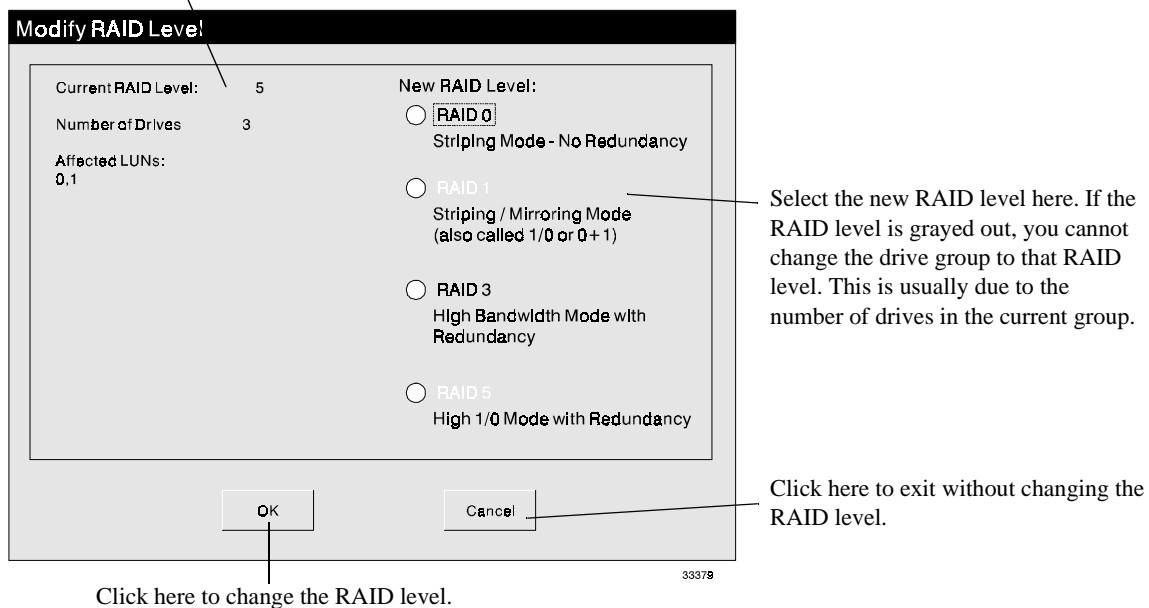 Modify RAID Level
Current RAID Level: 5
Number of Drives 3
Affected LUNs:
0,1
New RAID Level:
RAID 0
Striping Mode - No Redundancy
RAID 1
Striping / Mirroring Mode
(also called 1/0 or 0+1)
RAID 3
High Bandwidth Mode with
Redundancy
RAID 5
High 1/0 Mode with Redundancy
Select the new RAID level here. If the
RAID level is grayed out, you cannot
change the drive group to that RAID
level. This is usually due to the
number of drives in the current group.
OK
Cancel
Click here to exit without changing the
RAID level.
33379
Click here to change the RAID level.